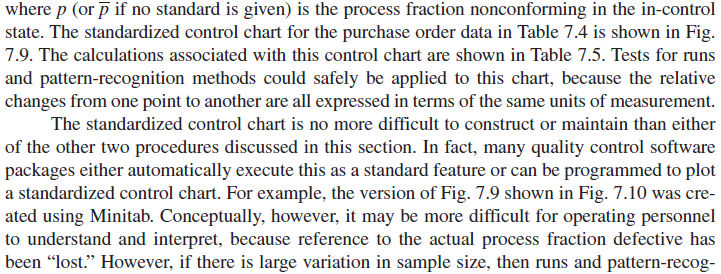 where p (or p̅ if no standard is given) is the process fraction nonconforming in the in-control
state. The standardized control chart for the purchase order data in Table 7.4 is shown in Fig.
7.9. The calculations associated with this control chart are shown in Table 7.5. Tests for runs
and pattern-recognition methods could safely be applied to this chart, because the relative
changes from one point to another are all expressed in terms of the same units of measurement.
The standardized control chart is no more difficult to construct or maintain than either
of the other two procedures discussed in this section. In fact, many quality control software
packages either automatically execute this as a standard feature or can be programmed to plot
a standardized control chart. For example, the version of Fig. 7.9 shown in Fig. 7.10 was cre-
ated using Minitab. Conceptually, however, it may be more difficult for operating personnel
to understand and interpret, because reference to the actual process fraction defective has
been “lost.” However, if there is large variation in sample size, then runs and pattern-recog-